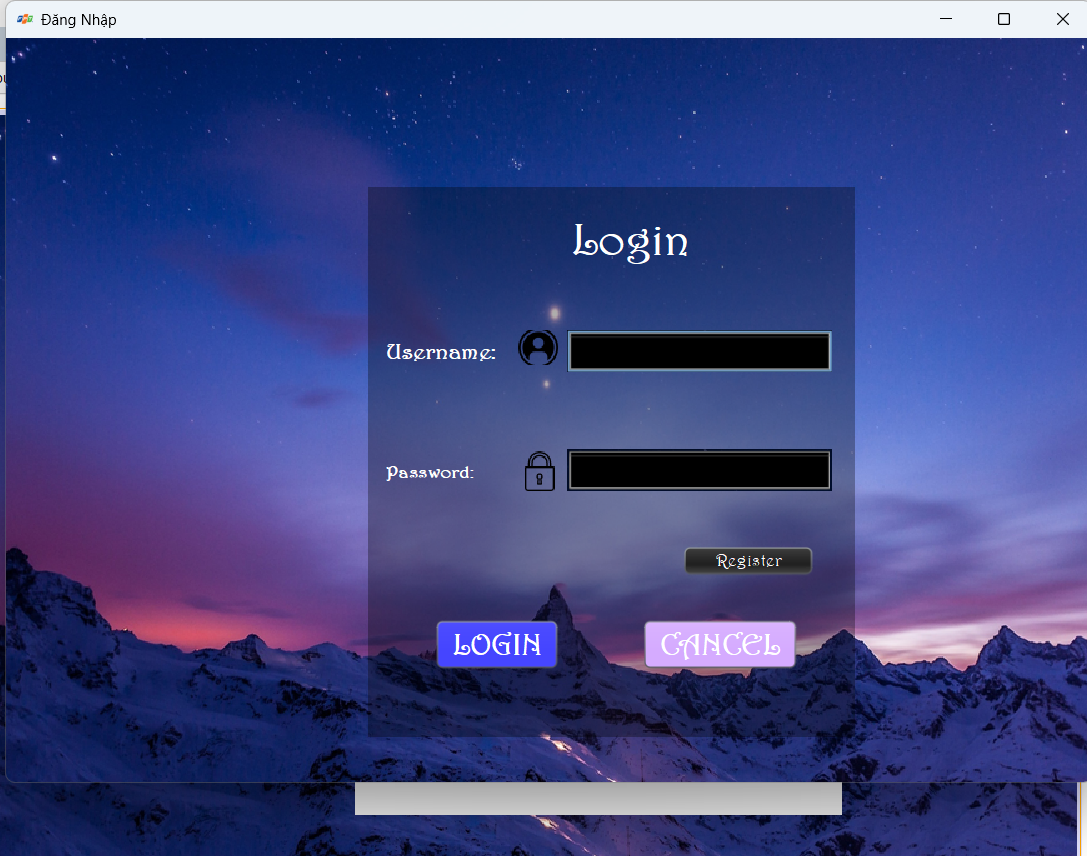 Đăng Nhập
Login
Username:
Password:
Register
LOGIN
CANCEL